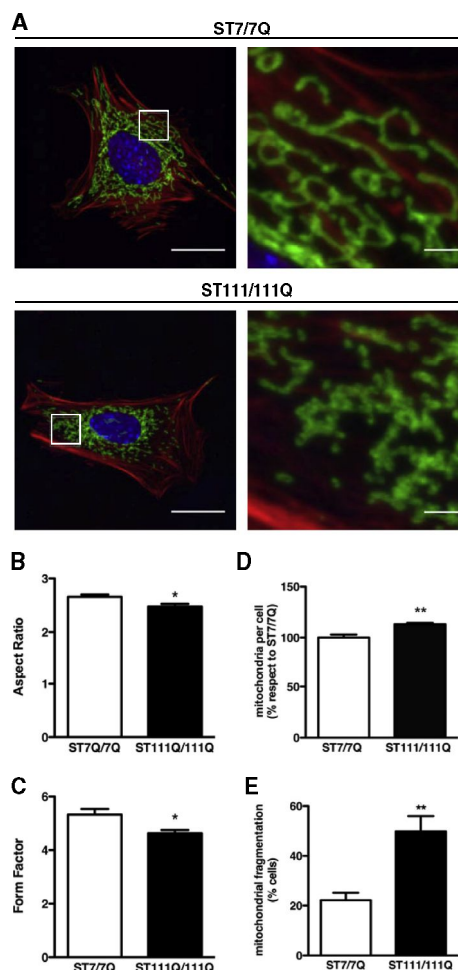 A
ST7/7Q
ST111/111Q
B
3
2
1
0
Aspect Ratio
*
ST7Q/7Q
ST111Q/111Q
D
150
100
50
0
mitochondria per cell
(% respect to ST7/7Q)
**
ST7/7Q
ST111/111Q
C
6
4
2
0
Form Factor
*
ST7/7Q
ST111Q/111Q
E
60
40
20
0
mitochondrial fragmentation
(% cells)
**
ST7/7Q
ST111/111Q